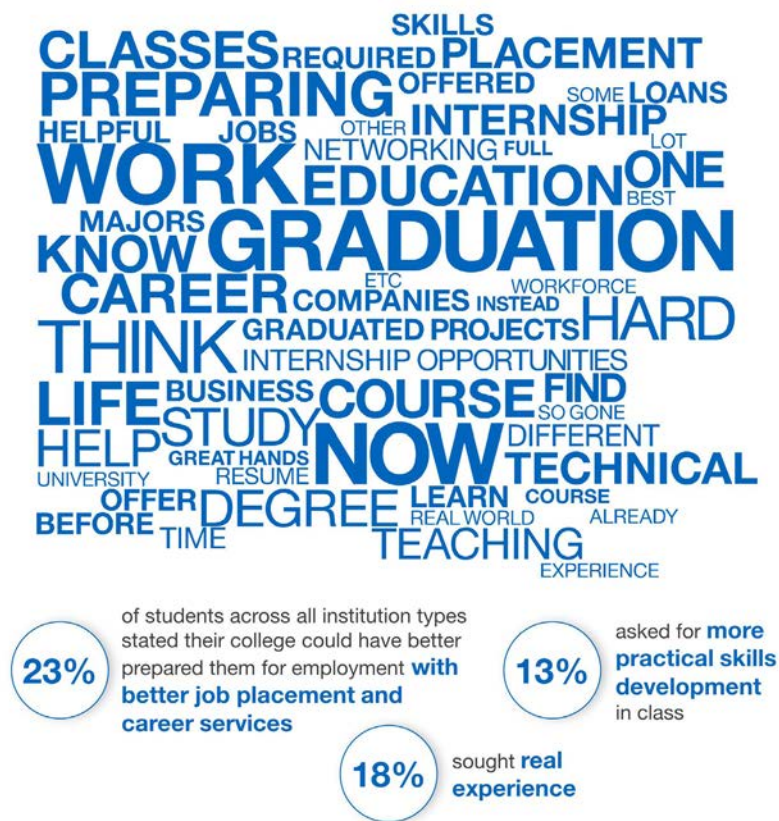 SKILLS
CLASSES REQUIRED PLACEMENT
PREPARING OFFERED SOME LOANS
HELPFUL JOBS OTHER INTERNSHIP LOT
WORK NETWORKING FULL ONE
EDUCATION BEST
MAJORS
KNOW GRADUATION
CAREER ETC WORKFORCE
COMPANIES INSTEAD HARD
THINK GRADUATED PROJECTS
INTERNSHIP OPPORTUNITIES
LIFE BUSINESS COURSE FIND
STUDY SO GONE
HELP GREAT HANDS NOW DIFFERENT
UNIVERSITY RESUME TECHNICAL
OFFER DEGREE LEARN COURSE
BEFORE TIME REAL WORLD ALREADY
TEACHING
EXPERIENCE
23%
of students across all institution types
stated their college could have better
prepared them for employment with
better job placement and
career services
13%
asked for more
practical skills
development
in class
18%
sought real
experience